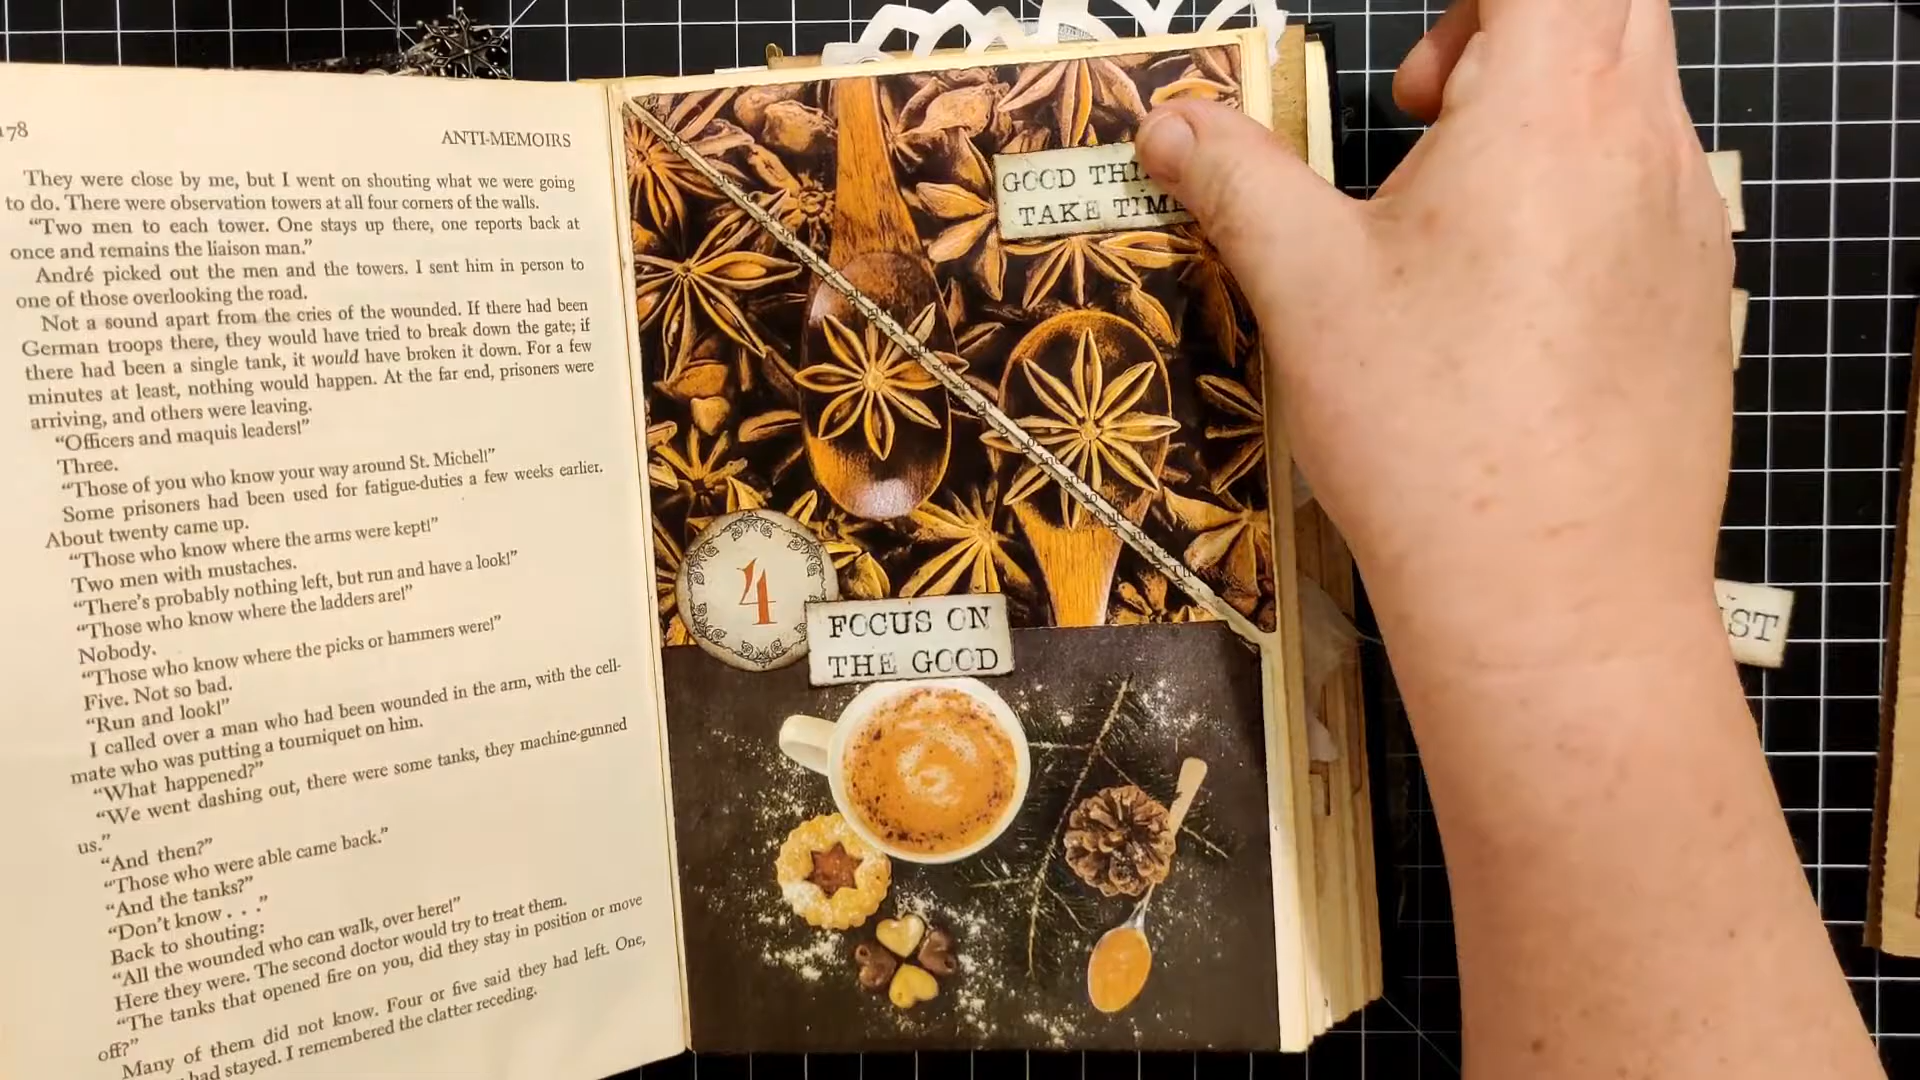 178
ANTI-MEMOIRS
They were close by me, but I went on shouting what we were going
to do. There were observation towers at all four corners of the walls.
“Two men to each tower. One stays up there, one reports back at
once and remains the liaison man.”
André picked out the men and the towers. I sent him in person to
one of those overlooking the road.
Not a sound apart from the cries of the wounded. If there had been
German troops there, they would have tried to break down the gate; if
there had been a single tank, it would have broken it down. For a few
minutes at least, nothing would happen. At the far end, prisoners were
arriving, and others were leaving.
“Officers and maquis leaders!”
Three.
“Those of you who know your way around St. Michel!”
Some prisoners had been used for fatigue-duties a few weeks earlier.
About twenty came up.
“Those who know where the arms were kept!”
Two men with mustaches.
“There’s probably nothing left, but run and have a look!”
“Those who know where the ladders are!”
Nobody.
“Those who know where the picks or hammers were!”
Five. Not so bad.
“Run and look!”
I called over a man who had been wounded in the arm, with the cell-
mate who was putting a tourniquet on him.
“What happened?”
“We went dashing out, there were some tanks, they machine-gunned
us.”
“And then?”
“Those who were able came back.”
“And the tanks?”
“Don’t know . . .”
Back to shouting:
“All the wounded who can walk, over here!”
Here they were. The second doctor would try to treat them.
“The tanks that opened fire on you, did they stay in position or move
off?”
Many of them did not know. Four or five said they had left. One,
had stayed. I remembered the clatter receding.
GOOD
TAKE TIME
4
FOCUS ON
THE GOOD